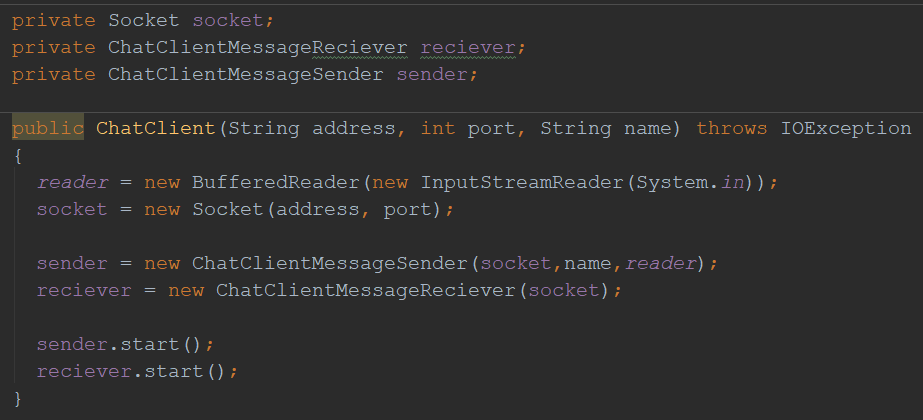 private Socket socket;
private ChatClientMessageReciever reciever;
private ChatClientMessageSender sender;
public ChatClient(String address, int port, String name) throws IOException
{
reader = new BufferedReader(new InputStreamReader(System.in));
socket = new Socket(address, port);
sender = new ChatClientMessageSender(socket,name,reader);
reciever = new ChatClientMessageReciever(socket);
sender.start();
reciever.start();
}